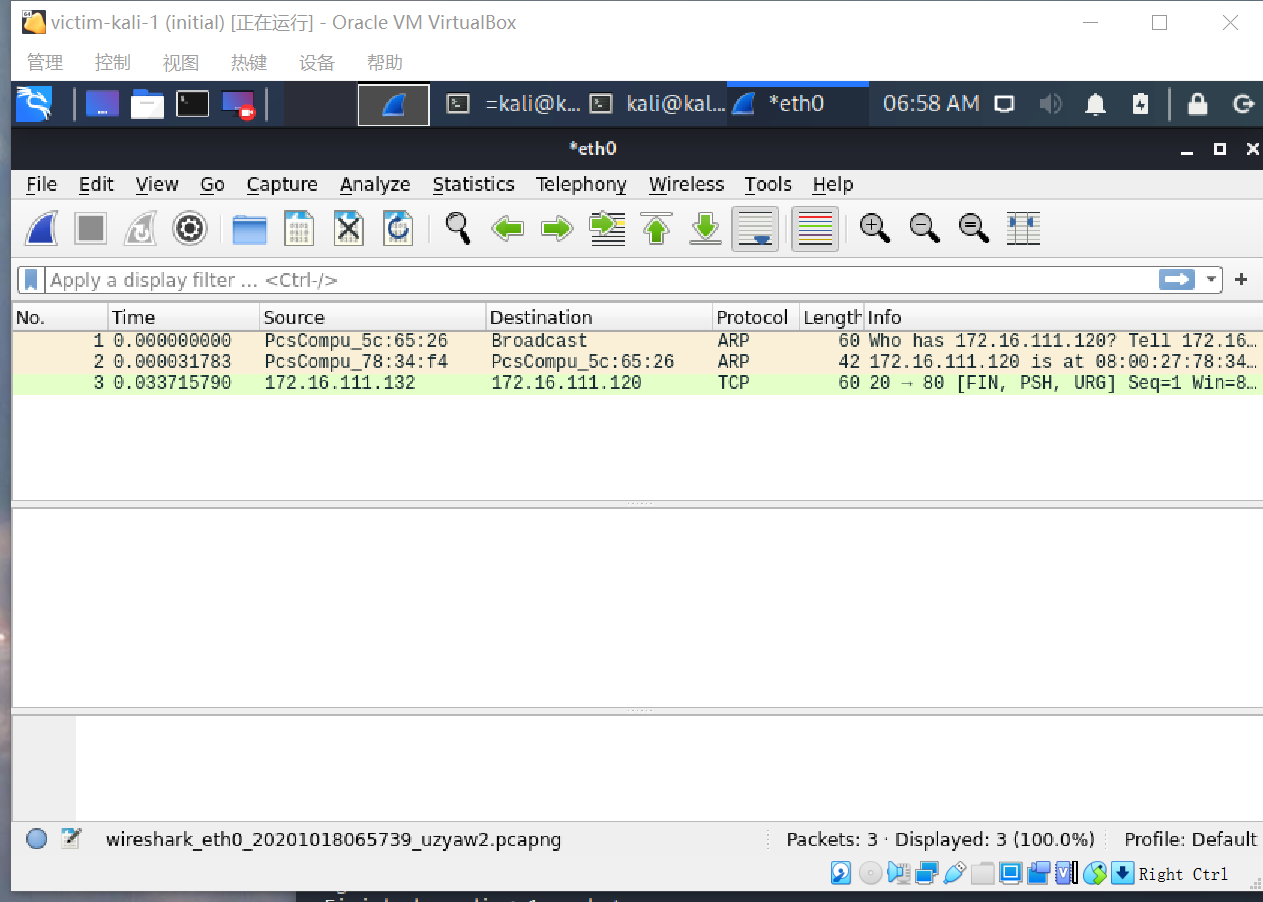 victim-kali-1 (initial) [正在运行] - Oracle VM VirtualBox
管理 控制 视图 热键 设备 帮助
=kali@k... kali@kal... *eth0 06:58 AM
*eth0
File Edit View Go Capture Analyze Statistics Telephony Wireless Tools Help
Apply a display filter ... <Ctrl-/>
No. Time Source Destination Protocol Length Info
1 0.000000000 PcsCompu_5c:65:26 Broadcast ARP 60 Who has 172.16.111.120? Tell 172.16…
2 0.000031783 PcsCompu_78:34:f4 PcsCompu_5c:65:26 ARP 42 172.16.111.120 is at 08:00:27:78:34…
3 0.033715790 172.16.111.132 172.16.111.120 TCP 60 20 → 80 [FIN, PSH, URG] Seq=1 Win=8…
wireshark_eth0_20201018065739_uzyaw2.pcapng Packets: 3 · Displayed: 3 (100.0%) Profile: Default
Right Ctrl